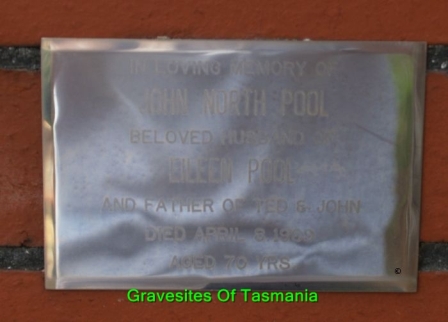 IN LOVING MEMORY OF
JOHN NORTH POOL
BELOVED HUSBAND OF
EILEEN POOL
AND FATHER OF TED & JOHN
DIED APRIL
AGED 70 YRS
©
Gravesites Of Tasmania